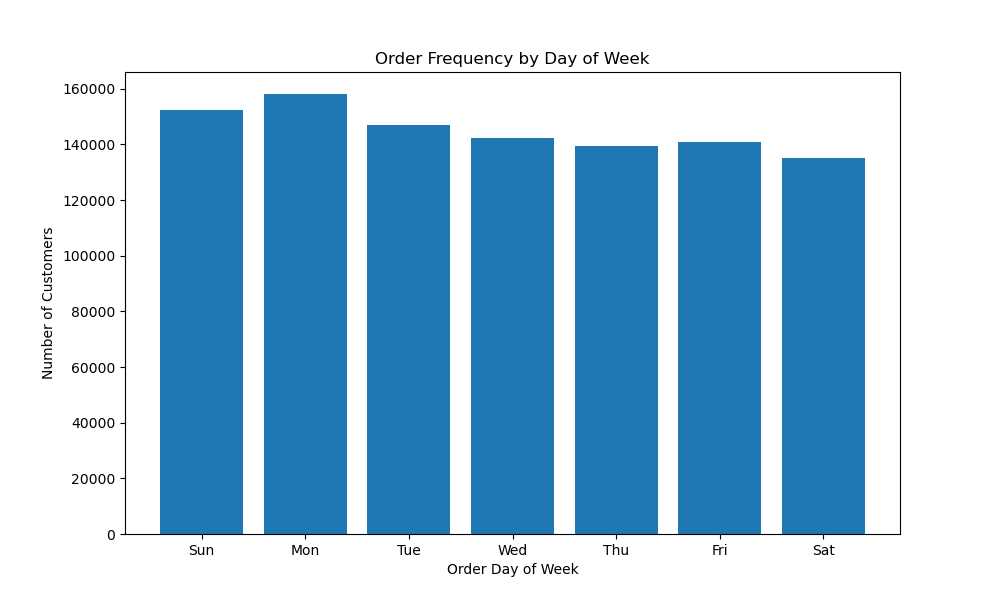 Order Frequency by Day of Week
Number of Customers
160000
140000
120000
100000
80000
60000
40000
20000
0
Sun Mon Tue Wed Thu Fri Sat
Order Day of Week